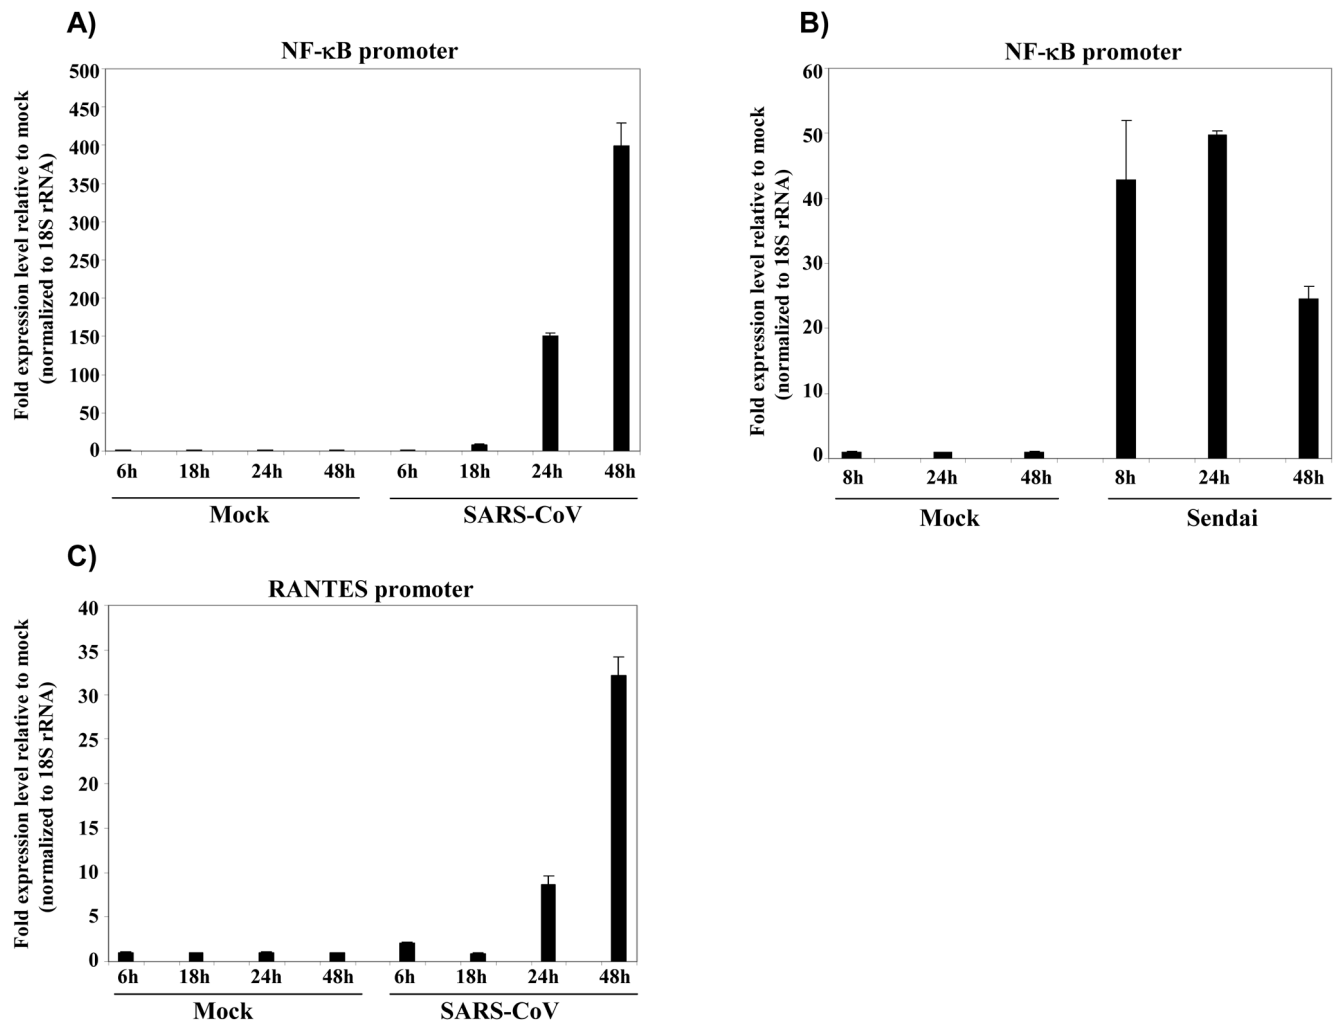 A)
NF-κB promoter
Fold expression level relative to mock
(normalized to 18S rRNA)
500
450
400
350
300
250
200
150
100
50
0
6h 18h 24h 48h 6h 18h 24h 48h
Mock SARS-CoV
B)
NF-κB promoter
Fold expression level relative to mock
(normalized to 18S rRNA)
60
50
40
30
20
10
0
8h 24h 48h 8h 24h 48h
Mock Sendai
C)
RANTES promoter
Fold expression level relative to mock
(normalized to 18S rRNA)
40
35
30
25
20
15
10
5
0
6h 18h 24h 48h 6h 18h 24h 48h
Mock SARS-CoV